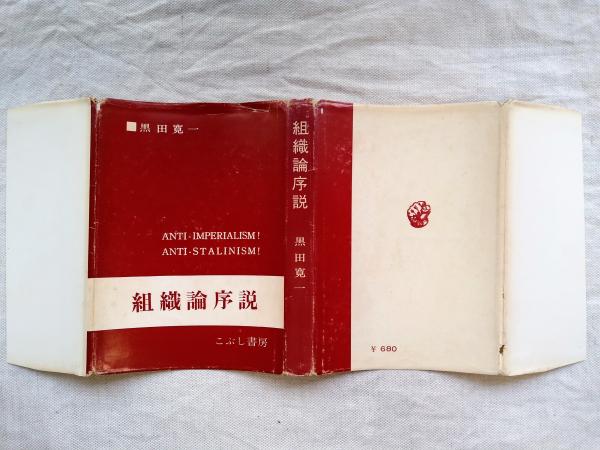 ■黒田寛一
ANTI-IMPERIALISM!
ANTI-STALINISM!
組織論序説
こぶし書房
組織論序説 黒田寛一
¥ 680